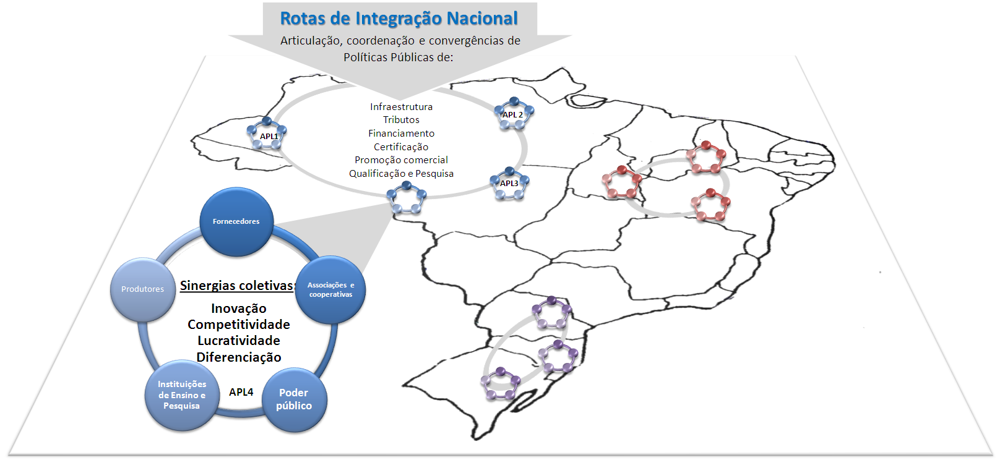 Rotas de Integração Nacional
Articulação, coordenação e convergências de
Políticas Públicas de:
Infraestrutura
Tributos
Financiamento
Certificação
Promoção comercial
Qualificação e Pesquisa
APL1
APL 2
APL3
Fornecedores
Produtores
Associações e
cooperativas
Sinergias coletivas:
Inovação
Competitividade
Lucratividade
Diferenciação
Instituições
de Ensino e
Pesquisa
APL4
Poder
público